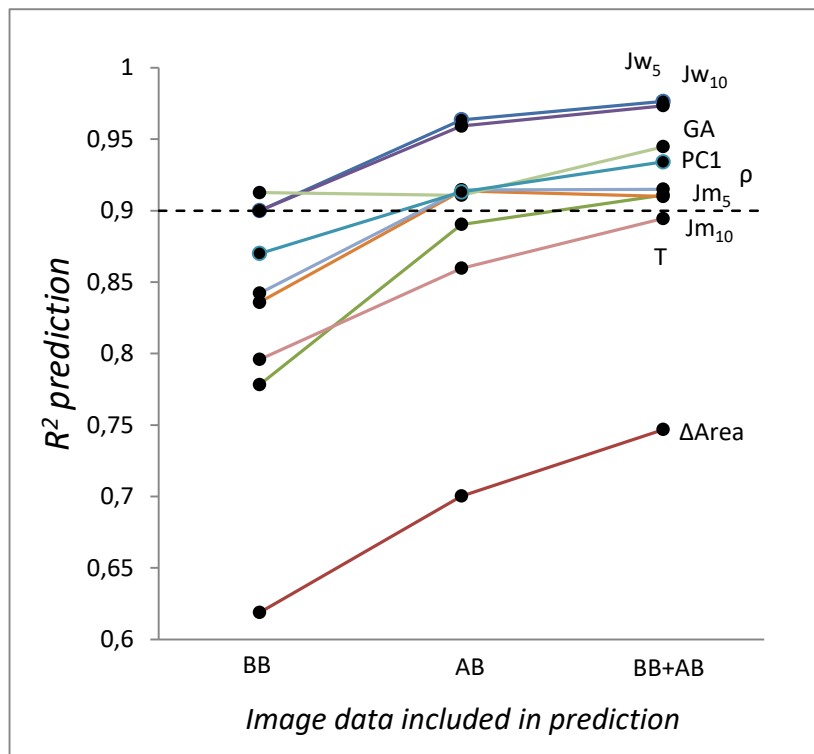 Jw₅ Jw₁₀
1
0,95
GA
PC1
ρ
0,9
Jm₅
Jm₁₀
T
0,85
0,8
0,75
ΔArea
0,7
0,65
0,6
R² prediction
BB AB BB+AB
Image data included in prediction